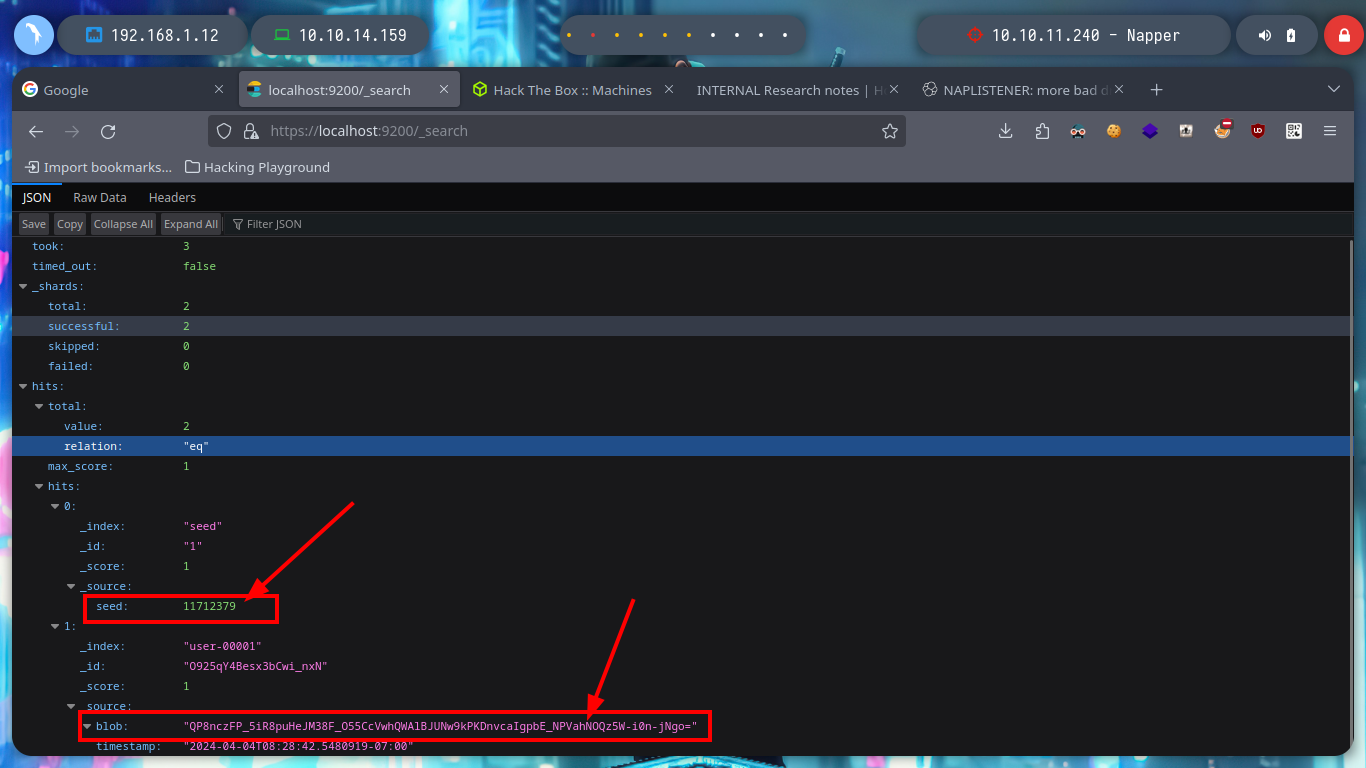 192.168.1.12 10.10.14.159 10.10.11.240 - Napper
Google localhost:9200/_search Hack The Box :: Machines INTERNAL Research notes | H NAPLISTENER: more bad d
https://localhost:9200/_search
Import bookmarks... Hacking Playground
JSON Raw Data Headers
Save Copy Collapse All Expand All Filter JSON
took: 3
timed_out: false
_shards:
total: 2
successful: 2
skipped: 0
failed: 0
hits:
total:
value: 2
relation: "eq"
max_score: 1
hits:
0:
_index: "seed"
_id: "1"
_score: 1
_source:
seed: 11712379
1:
_index: "user-00001"
_id: "O925qY4Besx3bCwi_nxN"
_score: 1
_source:
blob: "QP8nczFP_5iR8puHeJM38F_O55CcVwhQWAlBJUNw9kPKDnvcaIgpbE_NPVahNOQz5W-i0n-jNgo="
timestamp: "2024-04-04T08:28:42.5480919-07:00"